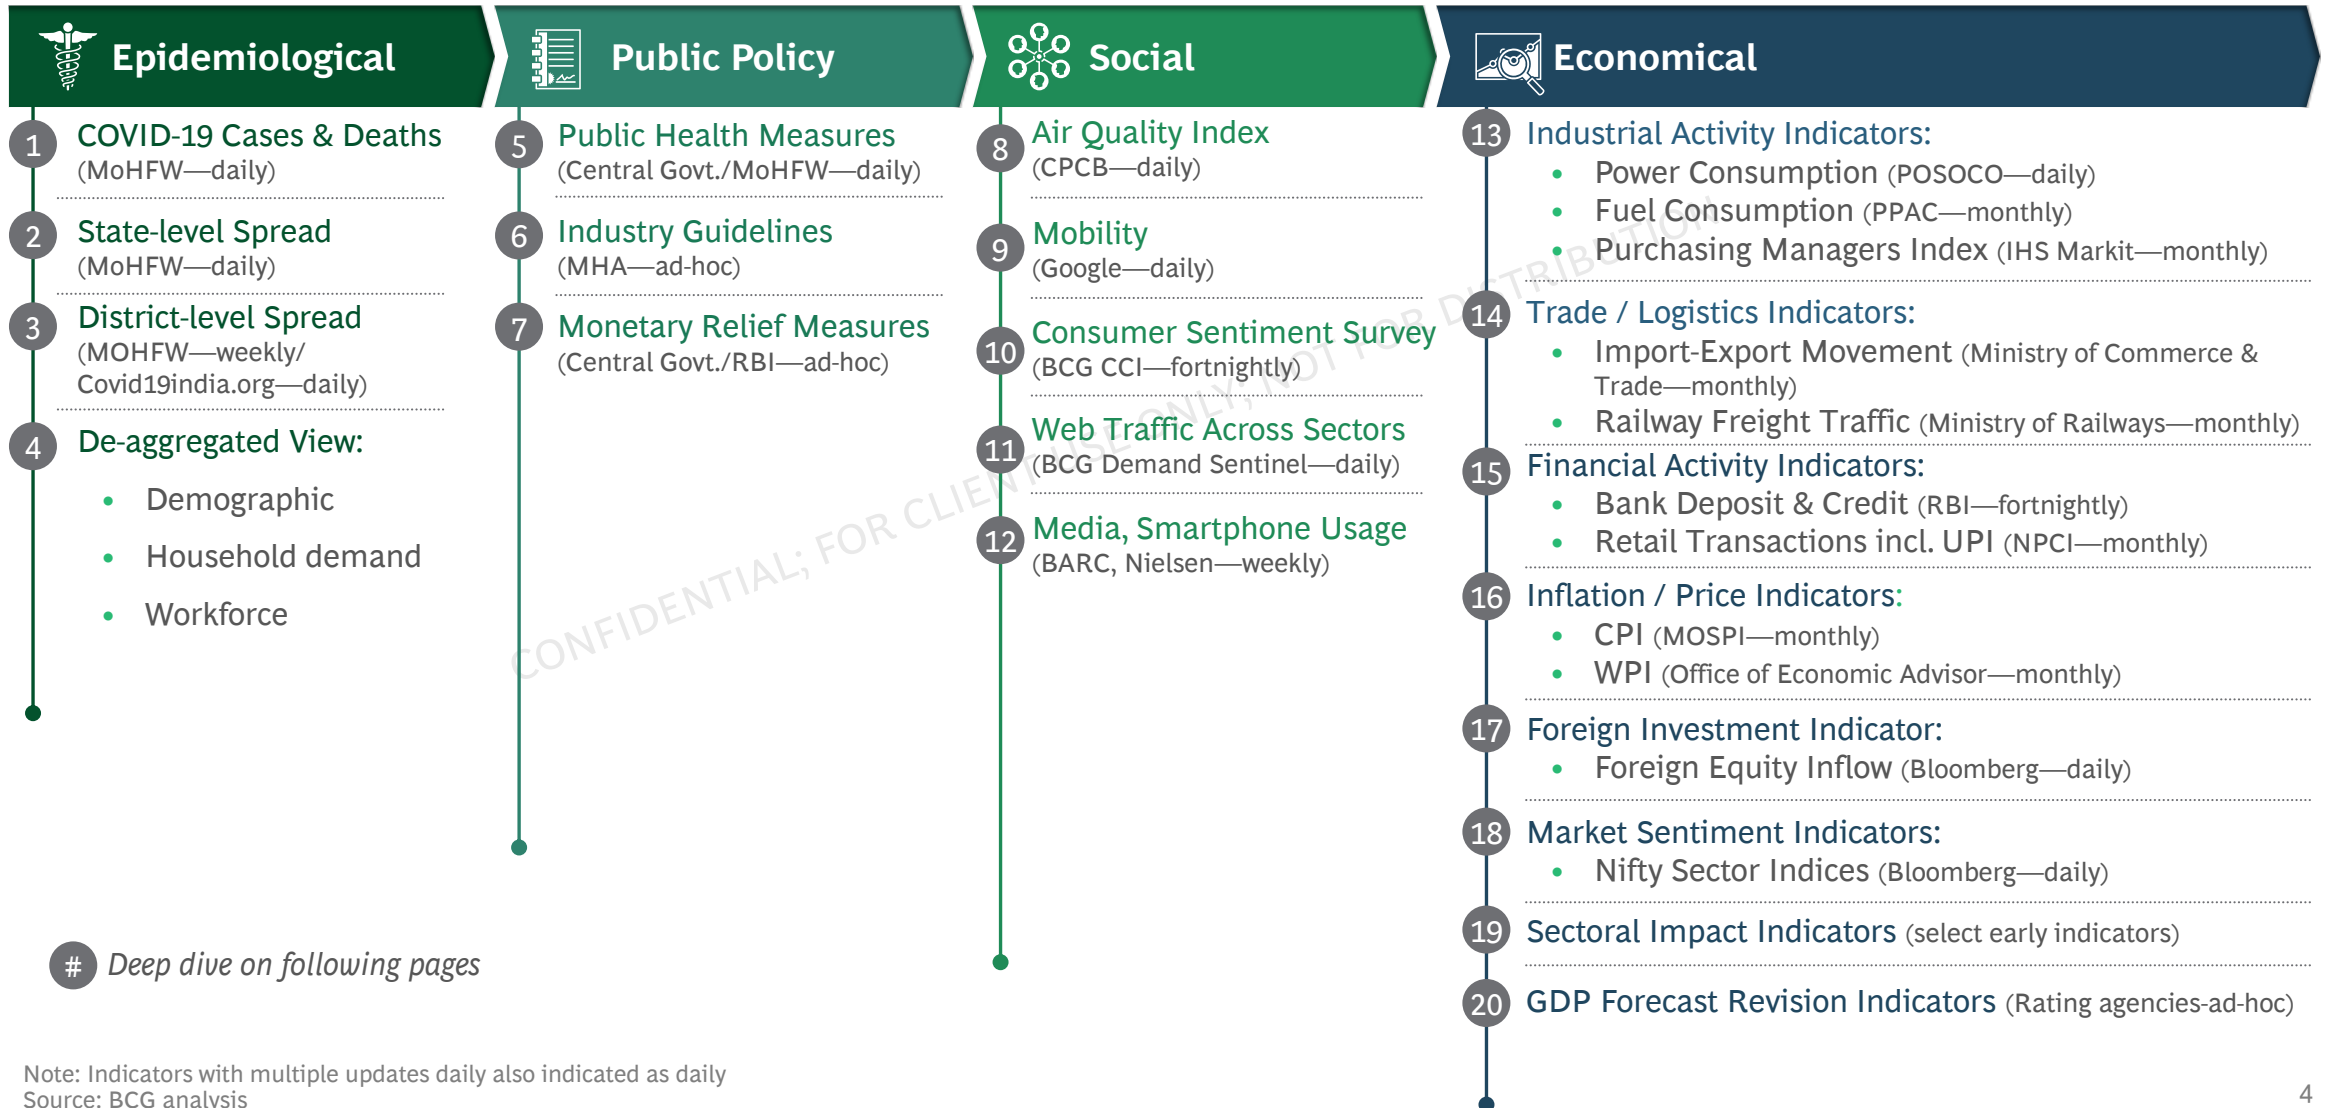 Epidemiological
1
COVID-19 Cases & Deaths
(MoHFW—daily)
2
State-level Spread
(MoHFW—daily)
3
District-level Spread
(MOHFW—weekly/
Covid19india.org—daily)
4
De-aggregated View:
• Demographic
• Household demand
• Workforce
# Deep dive on following pages
Public Policy
5
Public Health Measures
(Central Govt./MoHFW—daily)
6
Industry Guidelines
(MHA—ad-hoc)
7
Monetary Relief Measures
(Central Govt./RBI—ad-hoc)
Social
8
Air Quality Index
(CPCB—daily)
9
Mobility
(Google—daily)
10
Consumer Sentiment Survey
(BCG CCI—fortnightly)
11
Web Traffic Across Sectors
(BCG Demand Sentinel—daily)
12
Media, Smartphone Usage
(BARC, Nielsen—weekly)
Economical
13 Industrial Activity Indicators:
• Power Consumption (POSOCO—daily)
• Fuel Consumption (PPAC—monthly)
• Purchasing Managers Index (IHS Markit—monthly)
14 Trade / Logistics Indicators:
• Import-Export Movement (Ministry of Commerce &
Trade—monthly)
• Railway Freight Traffic (Ministry of Railways—monthly)
15 Financial Activity Indicators:
• Bank Deposit & Credit (RBI—fortnightly)
• Retail Transactions incl. UPI (NPCI—monthly)
16 Inflation / Price Indicators:
• CPI (MOSPI—monthly)
• WPI (Office of Economic Advisor—monthly)
17 Foreign Investment Indicator:
• Foreign Equity Inflow (Bloomberg—daily)
18 Market Sentiment Indicators:
• Nifty Sector Indices (Bloomberg—daily)
19 Sectoral Impact Indicators (select early indicators)
20 GDP Forecast Revision Indicators (Rating agencies-ad-hoc)
CONFIDENTIAL; FOR CLIENT USE ONLY; NOT FOR DISTRIBUTION
Note: Indicators with multiple updates daily also indicated as daily
Source: BCG analysis
4